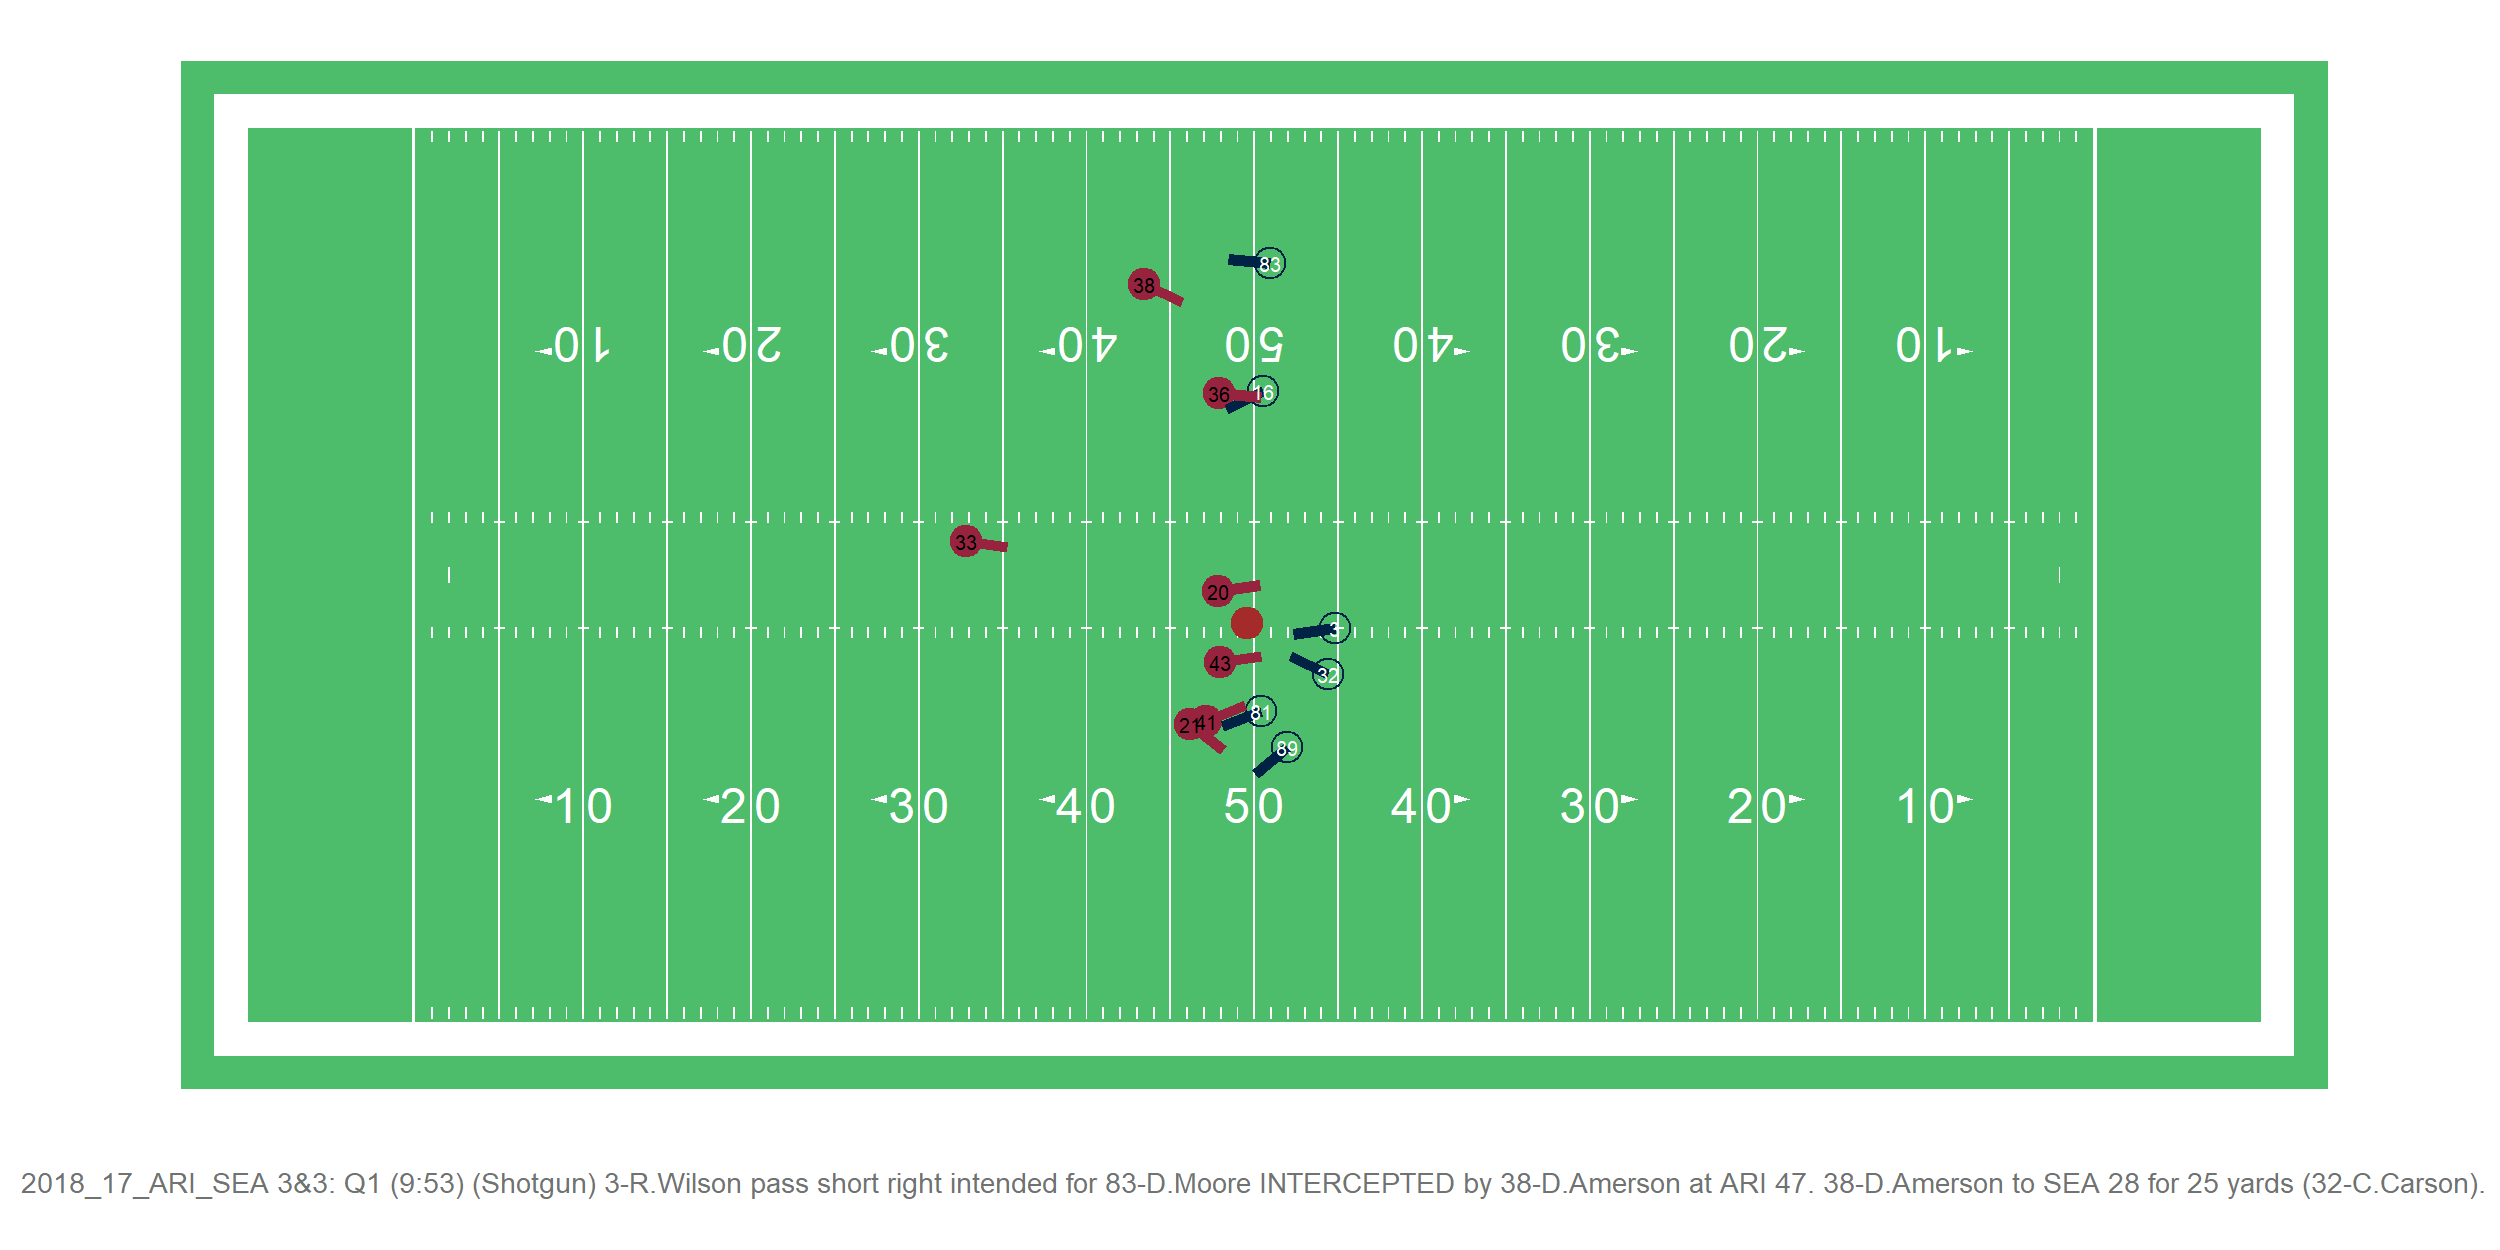 83
38
10 20 30 40 50 40 30 20 10
36 16
33
20
3
43
32
21 41 81
89
10 20 30 40 50 40 30 20 10
2018_17_ARI_SEA 3&3: Q1 (9:53) (Shotgun) 3-R.Wilson pass short right intended for 83-D.Moore INTERCEPTED by 38-D.Amerson at ARI 47. 38-D.Amerson to SEA 28 for 25 yards (32-C.Carson).